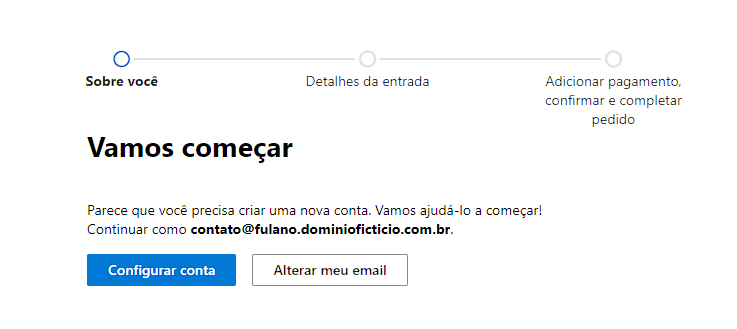 Sobre você
Detalhes da entrada
Adicionar pagamento,
confirmar e completar
pedido
Vamos começar
Parece que você precisa criar uma nova conta. Vamos ajudá-lo a começar!
Continuar como contato@fulano.dominioficticio.com.br.
Configurar conta
Alterar meu email